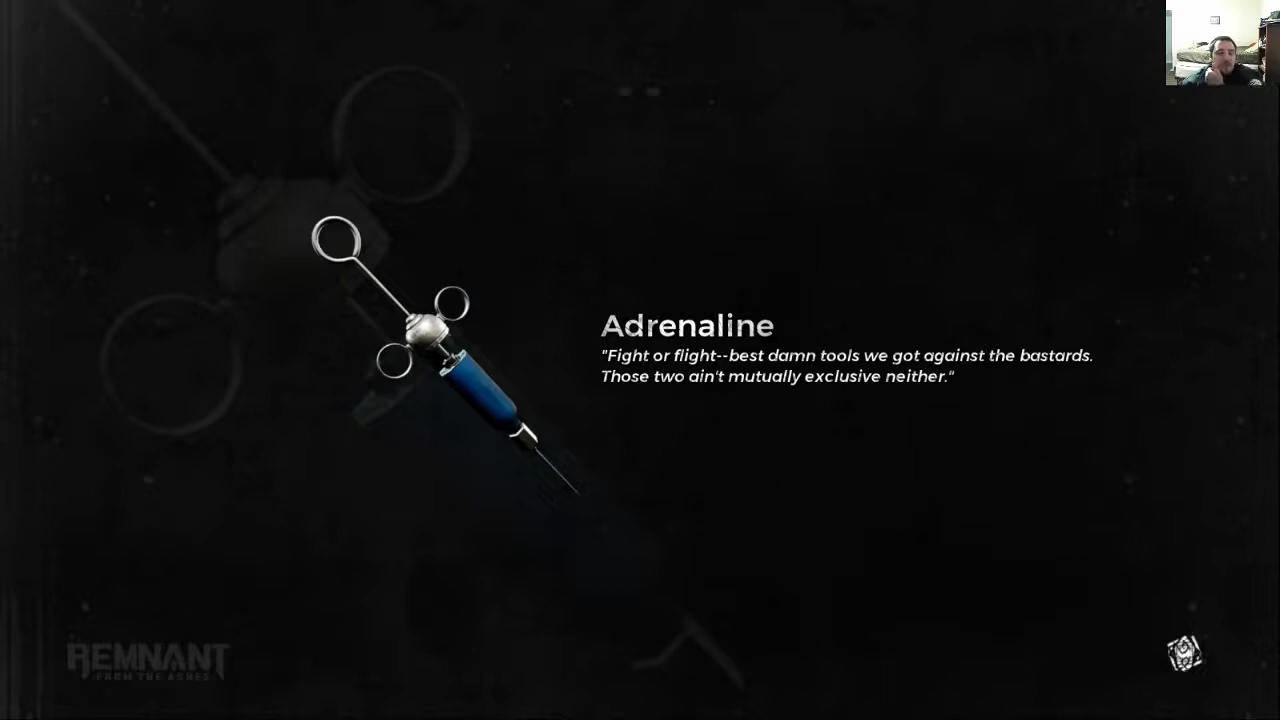 Adrenaline
"Fight or flight--best damn tools we got against the bastards.
Those two ain't mutually exclusive neither."
REMNANT
FROM THE ASHES